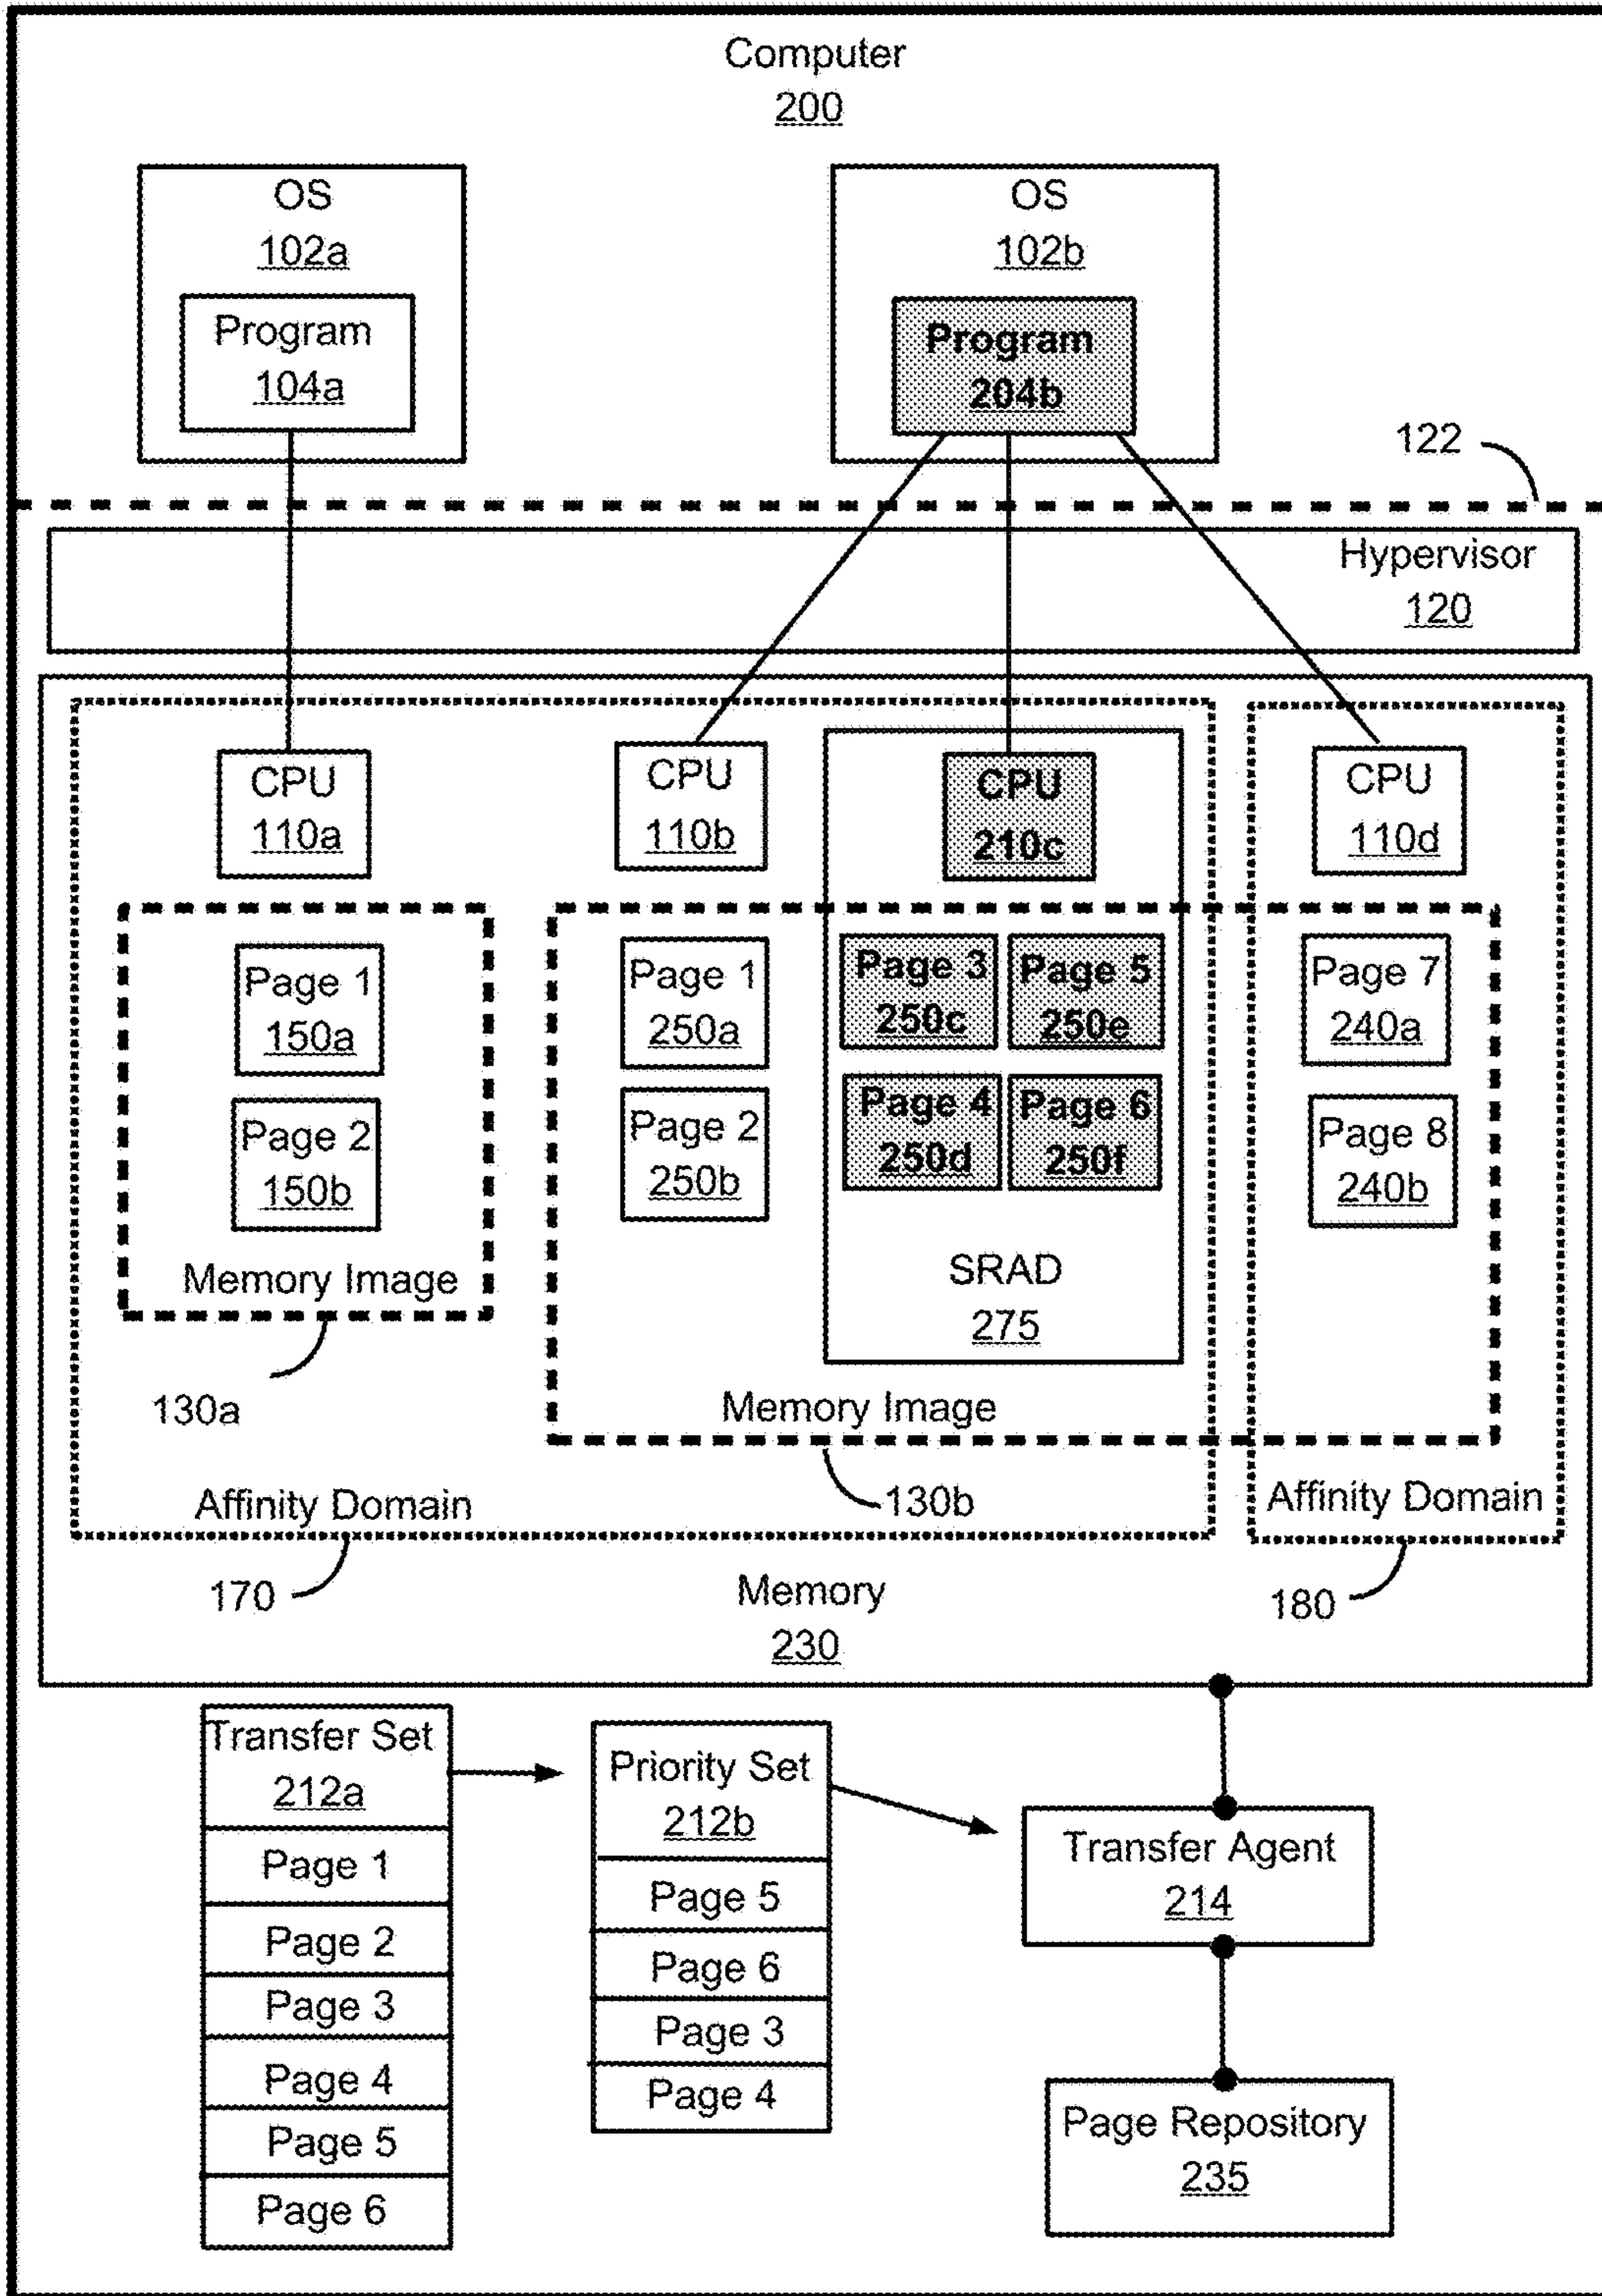 Computer
200
OS
102a
Program
104a
OS
102b
Program
204b
122
Hypervisor
120
CPU
110a
CPU
110b
CPU
210c
CPU
110d
Page 1
150a
Page 2
150b
Memory Image
130a
Page 1
250a
Page 2
250b
Page 3
250c
Page 5
250e
Page 4
250d
Page 6
250f
SRAD
275
Page 7
240a
Page 8
240b
Memory Image
130b
Affinity Domain
170
Affinity Domain
180
Memory
230
Transfer Set
212a
Page 1
Page 2
Page 3
Page 4
Page 5
Page 6
Priority Set
212b
Page 5
Page 6
Page 3
Page 4
Transfer Agent
214
Page Repository
235